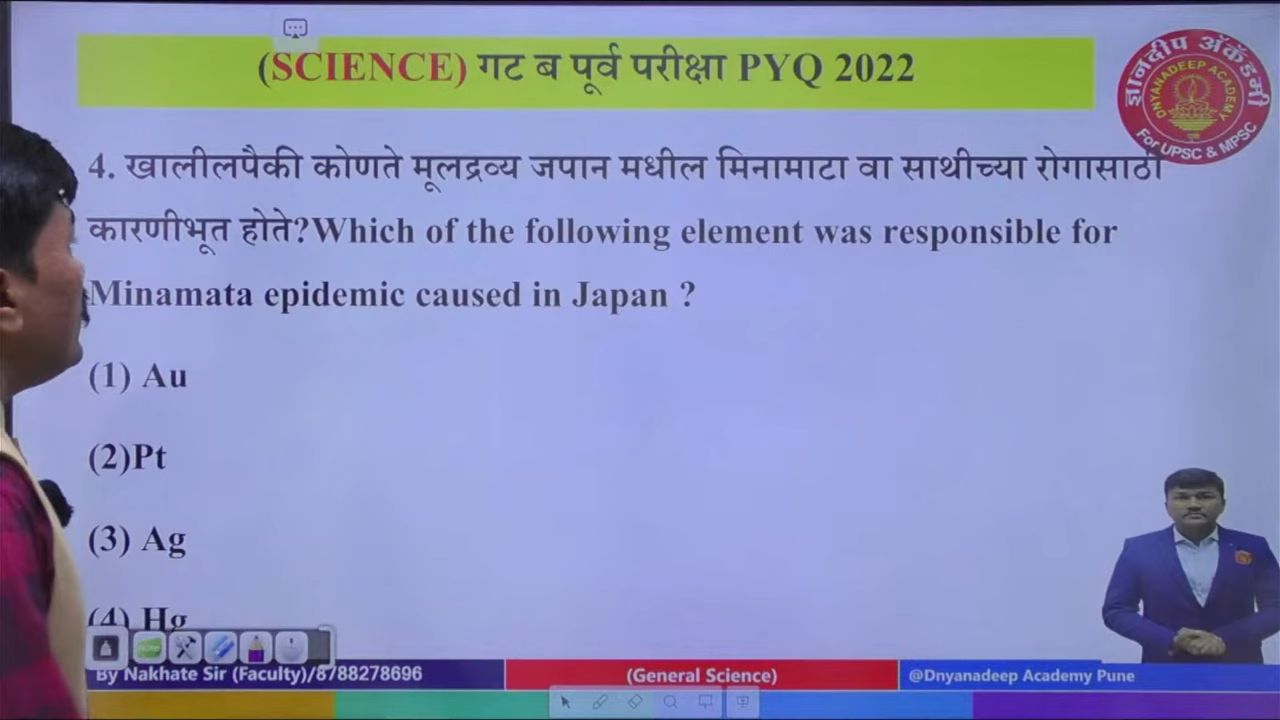 (SCIENCE) गट ब पूर्व परीक्षा PYQ 2022
ज्ञानदीप अॅकॅडमी
DNYANADEEP ACADEMY
पुणे
For UPSC & MPSC
4. खालीलपैकी कोणते मूलद्रव्य जपान मधील मिनामाटा वा साथीच्या रोगासाठी
कारणीभूत होते?Which of the following element was responsible for
Minamata epidemic caused in Japan ?
(1) Au
(2)Pt
(3) Ag
(4) Hg
By Nakhate Sir (Faculty)/8788278696
(General Science)
@Dnyanadeep Academy Pune